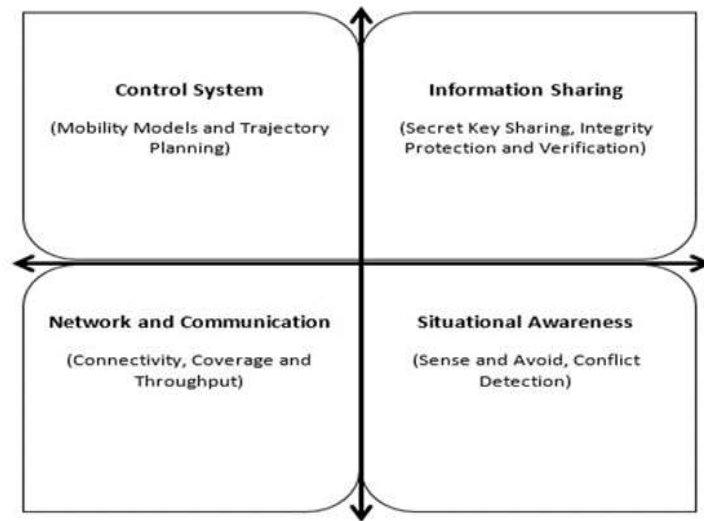 Control System
(Mobility Models and Trajectory
Planning)
Information Sharing
(Secret Key Sharing, Integrity
Protection and Verification)
Network and Communication
(Connectivity, Coverage and
Throughput)
Situational Awareness
(Sense and Avoid, Conflict
Detection)